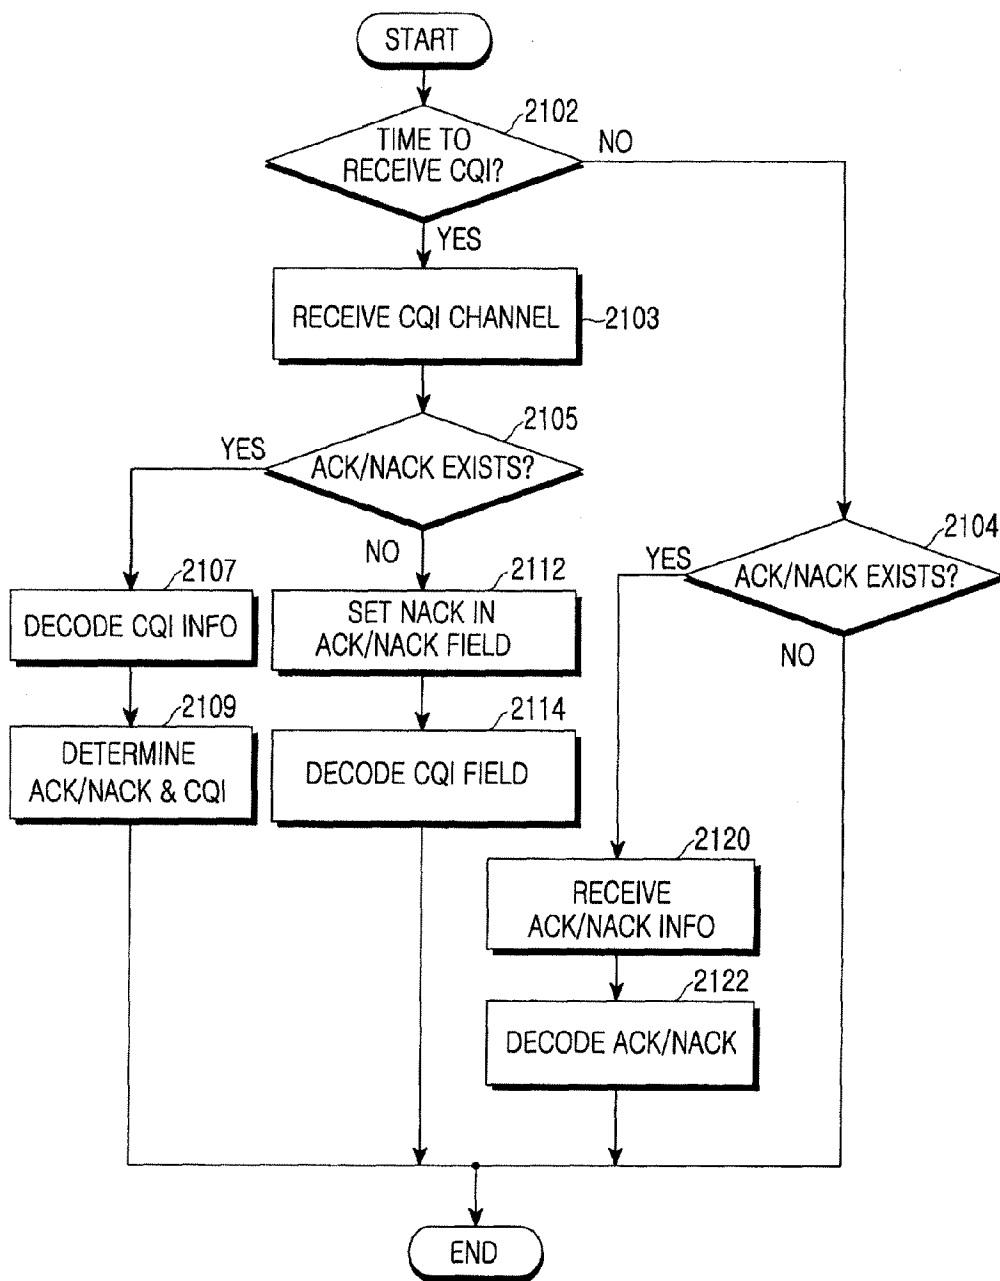 START
2102
TIME TO
RECEIVE CQI?
NO
YES
RECEIVE CQI CHANNEL
2103
2105
YES
ACK/NACK EXISTS?
NO
2104
YES
ACK/NACK EXISTS?
NO
2107
DECODE CQI INFO
2112
SET NACK IN
ACK/NACK FIELD
2109
DETERMINE
ACK/NACK & CQI
2114
DECODE CQI FIELD
2120
RECEIVE
ACK/NACK INFO
2122
DECODE ACK/NACK
END